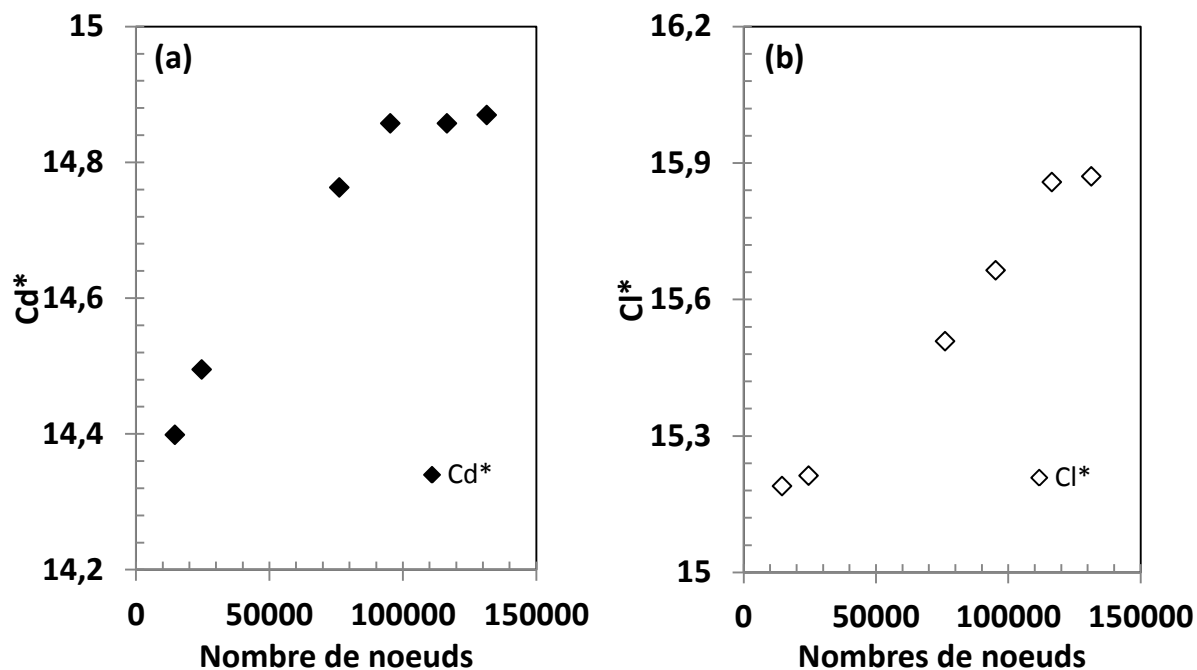 (a)
15
14,8
14,6
14,4
14,2
Cd*
Cd*
0 50000 100000 150000
Nombre de noeuds
(b)
16,2
15,9
15,6
15,3
15
Cl*
Cl*
0 50000 100000 150000
Nombres de noeuds